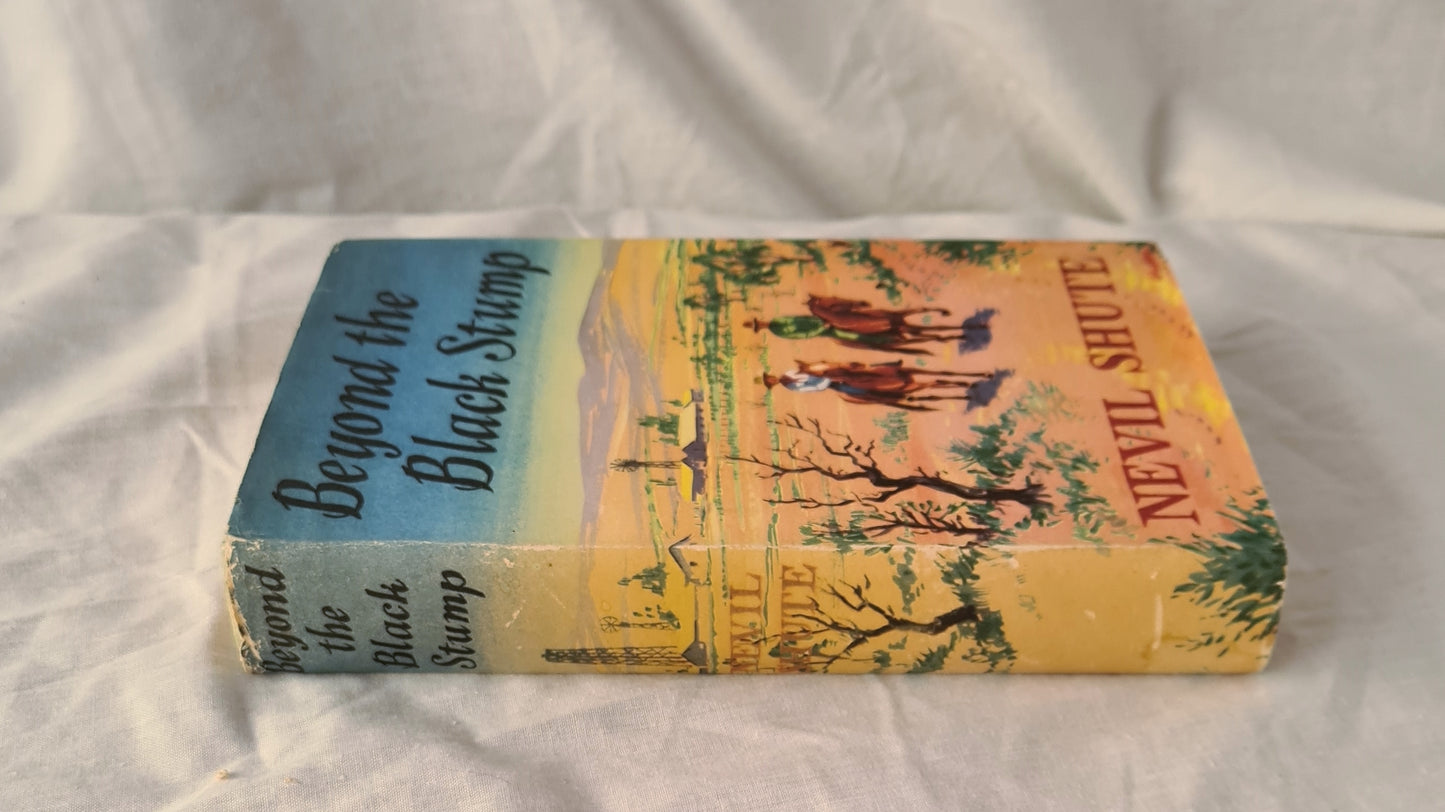 Beyond the
Black Stump
NEVIL SHUTE
Beyond
the
Black
Stump
NEVIL
SHUTE